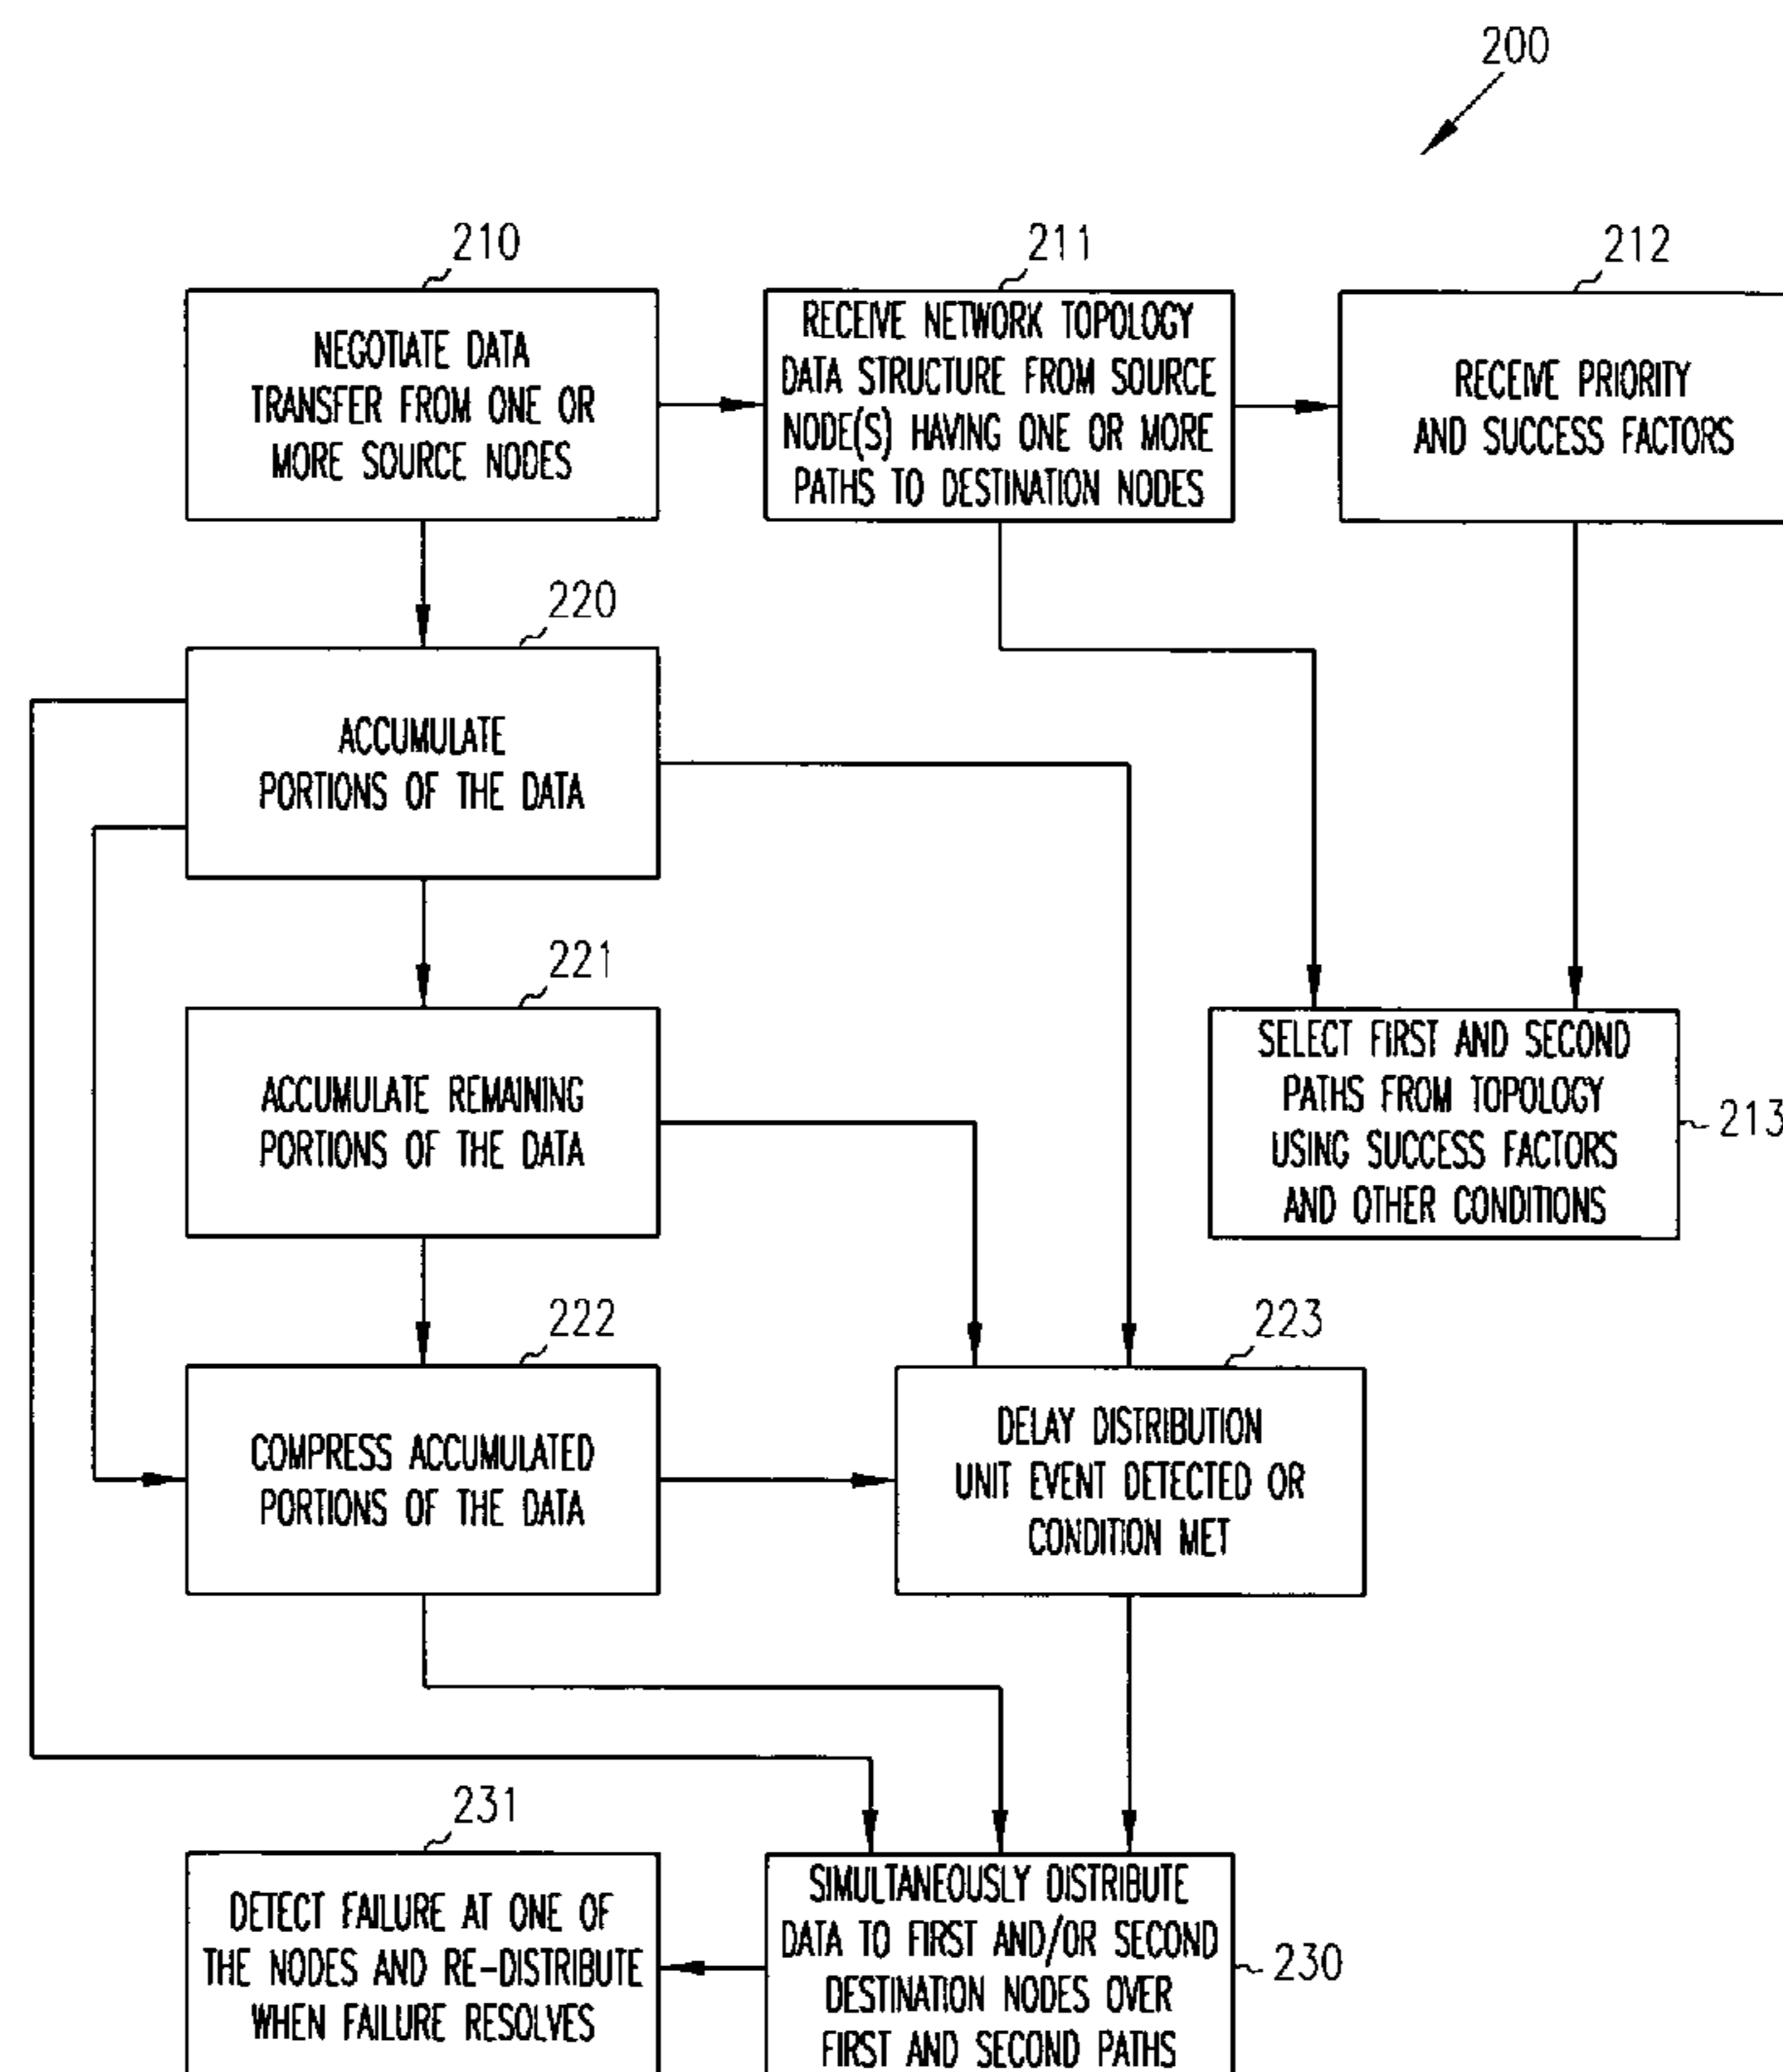 200
210
NEGOTIATE DATA
TRANSFER FROM ONE OR
MORE SOURCE NODES
211
RECEIVE NETWORK TOPOLOGY
DATA STRUCTURE FROM SOURCE
NODE(S) HAVING ONE OR MORE
PATHS TO DESTINATION NODES
212
RECEIVE PRIORITY
AND SUCCESS FACTORS
220
ACCUMULATE
PORTIONS OF THE DATA
221
ACCUMULATE REMAINING
PORTIONS OF THE DATA
SELECT FIRST AND SECOND
PATHS FROM TOPOLOGY
USING SUCCESS FACTORS
AND OTHER CONDITIONS
213
222
COMPRESS ACCUMULATED
PORTIONS OF THE DATA
223
DELAY DISTRIBUTION
UNIT EVENT DETECTED OR
CONDITION MET
231
DETECT FAILURE AT ONE OF
THE NODES AND RE-DISTRIBUTE
WHEN FAILURE RESOLVES
SIMULTANEOUSLY DISTRIBUTE
DATA TO FIRST AND/OR SECOND
DESTINATION NODES OVER
FIRST AND SECOND PATHS
230